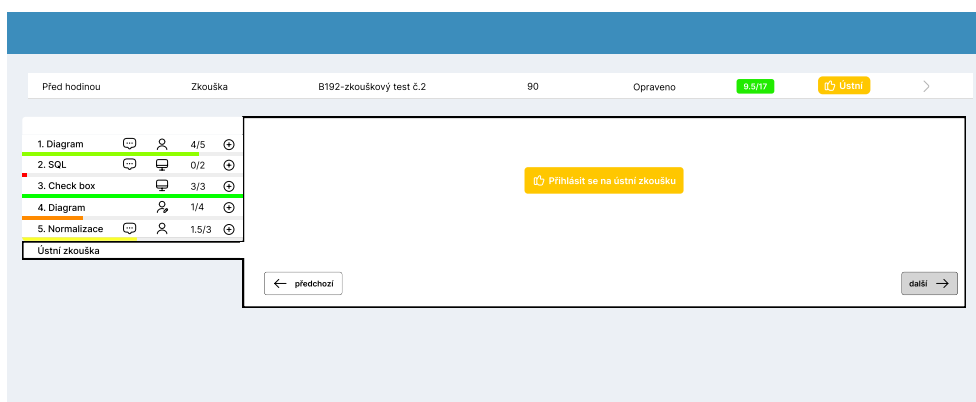 Před hodinou Zkouška B192-zkouškový test č.2 90 Opraveno 9.5/17 Ústní
1. Diagram 4/5
2. SQL 0/2
3. Check box 3/3
4. Diagram 1/4
5. Normalizace 1.5/3
Ústní zkouška
Přihlásit se na ústní zkoušku
předchozí
další